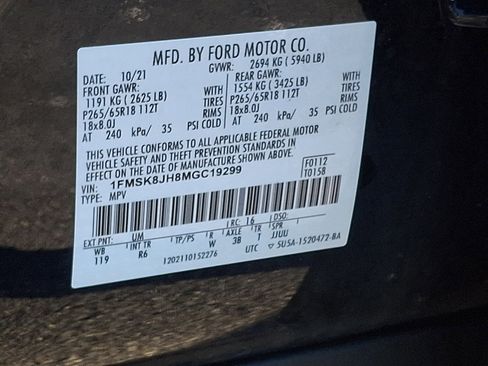 MFD. BY FORD MOTOR CO.
DATE: 10/21 GVWR: 2694 KG ( 5940 LB)
FRONT GAWR: REAR GAWR:
1191 KG ( 2625 LB) WITH 1554 KG ( 3425 LB) WITH
P265/65R18 112T TIRES P265/65R18 112T TIRES
18x8.0J RIMS 18x8.0J RIMS
AT 240 kPa/ 35 PSI COLD AT 240 kPa/ 35 PSI COLD
THIS VEHICLE CONFORMS TO ALL APPLICABLE FEDERAL MOTOR
VEHICLE SAFETY AND THEFT PREVENTION STANDARDS IN
EFFECT ON THE DATE OF MANUFACTURE SHOWN ABOVE.
VIN: 1FMSK8JH8MGC19299 F0112
TYPE: MPV T0158
EXT PNT: UM RC: 16
WB INT TR TP/PS R AXLE TR SPR
119 R6 W 3B T JJUU
1202110152276 UTC 5U5A-1520472-BA